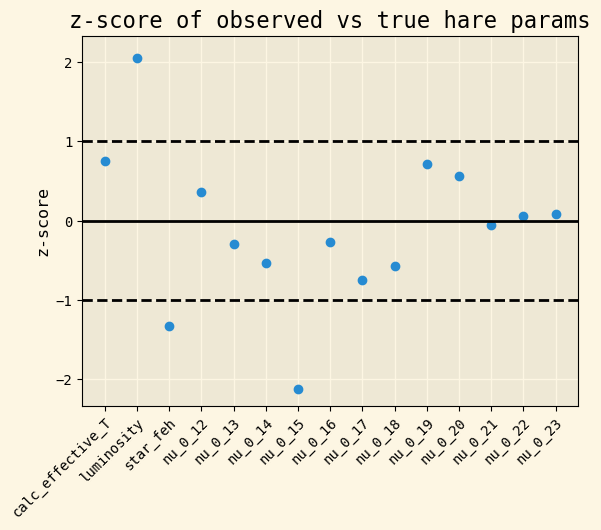 z-score of observed vs true hare params
z-score
2
1
0
−1
−2
calc_effective_T
luminosity
star_feh
nu_0_12
nu_0_13
nu_0_14
nu_0_15
nu_0_16
nu_0_17
nu_0_18
nu_0_19
nu_0_20
nu_0_21
nu_0_22
nu_0_23